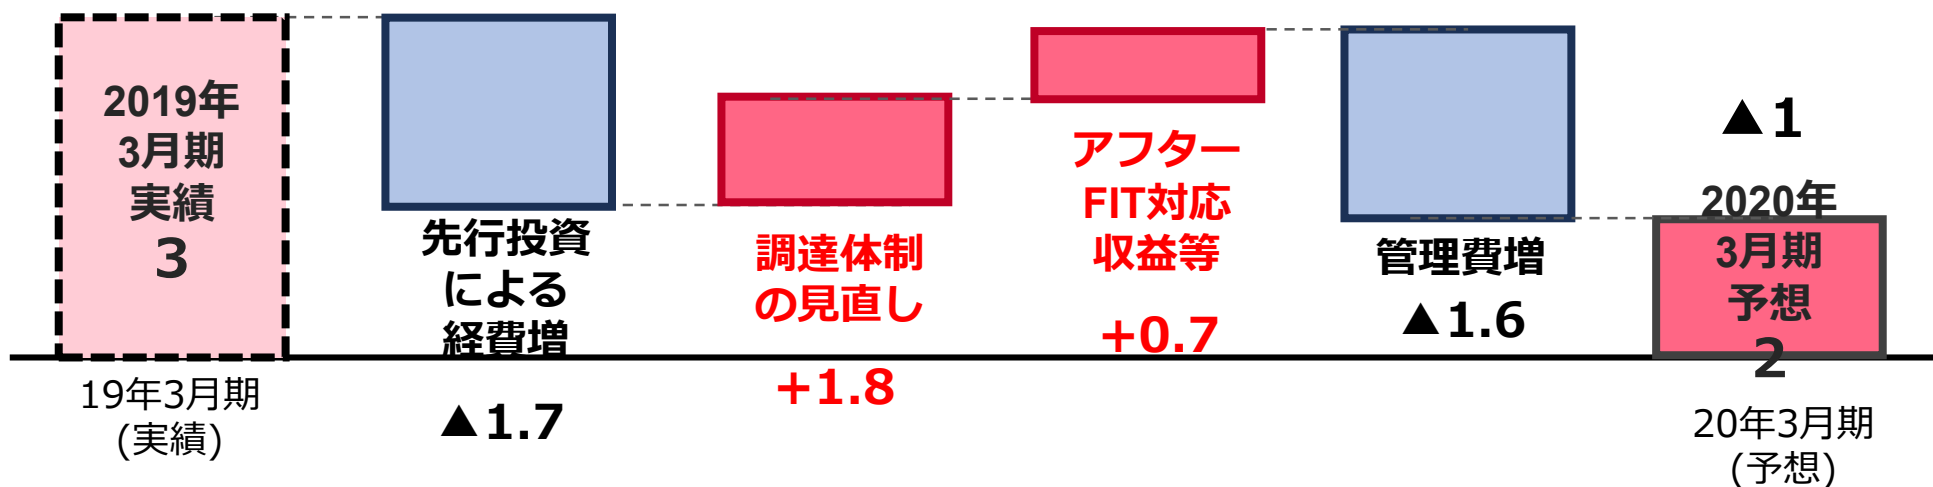 2019年
3月期
実績
3
19年3月期
(実績)
先行投資
による
経費増
▲1.7
調達体制
の見直し
+1.8
アフター
FIT対応
収益等
+0.7
管理費増
▲1.6
▲1
2020年
3月期
予想
2
20年3月期
(予想)